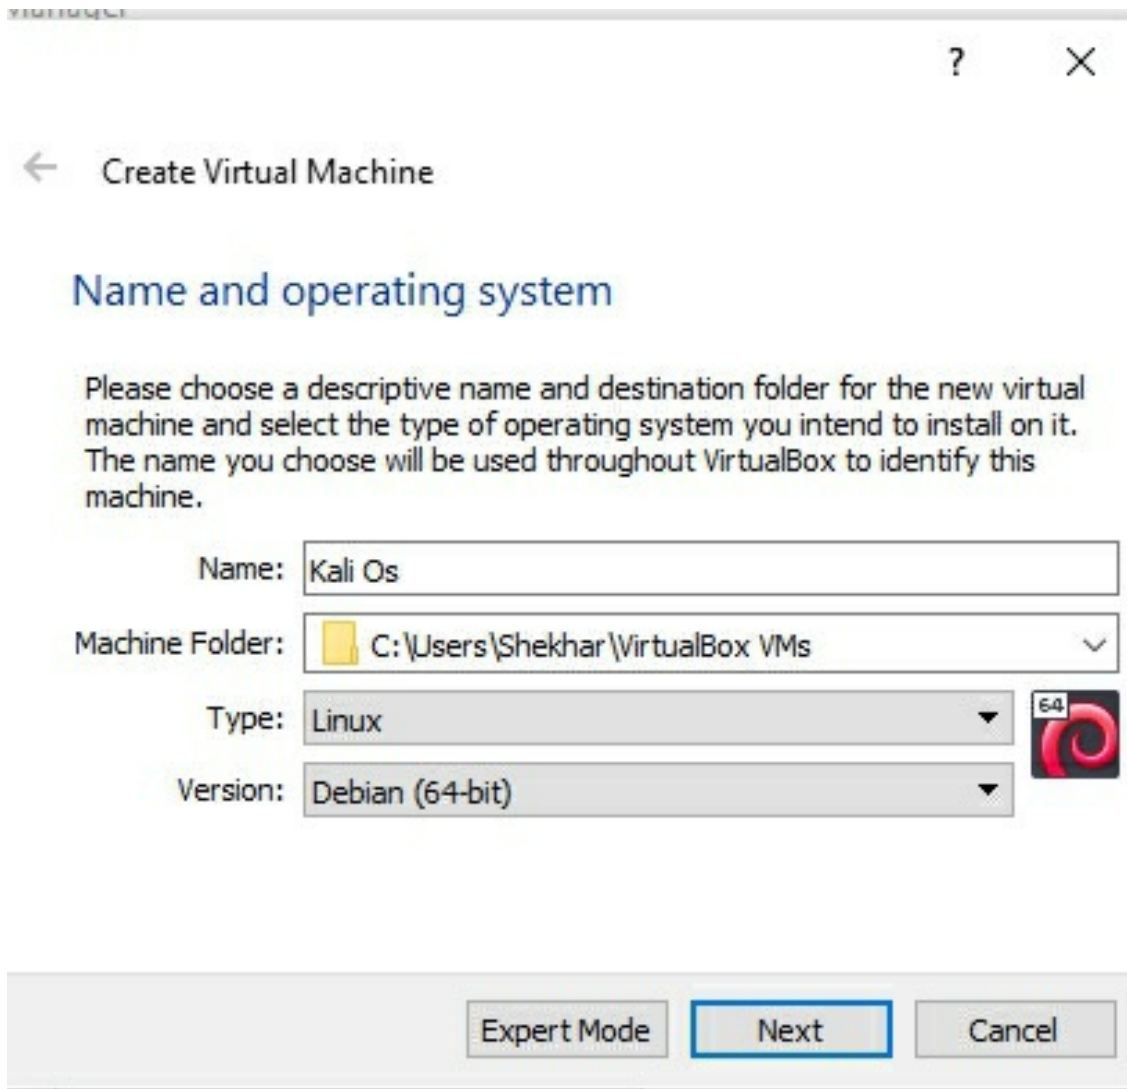 Manager
?
Create Virtual Machine
Name and operating system
Please choose a descriptive name and destination folder for the new virtual
machine and select the type of operating system you intend to install on it.
The name you choose will be used throughout VirtualBox to identify this
machine.
Name: Kali Os
Machine Folder: C:\Users\Shekhar\VirtualBox VMs
Type: Linux
64
Version: Debian (64-bit)
Expert Mode Next Cancel